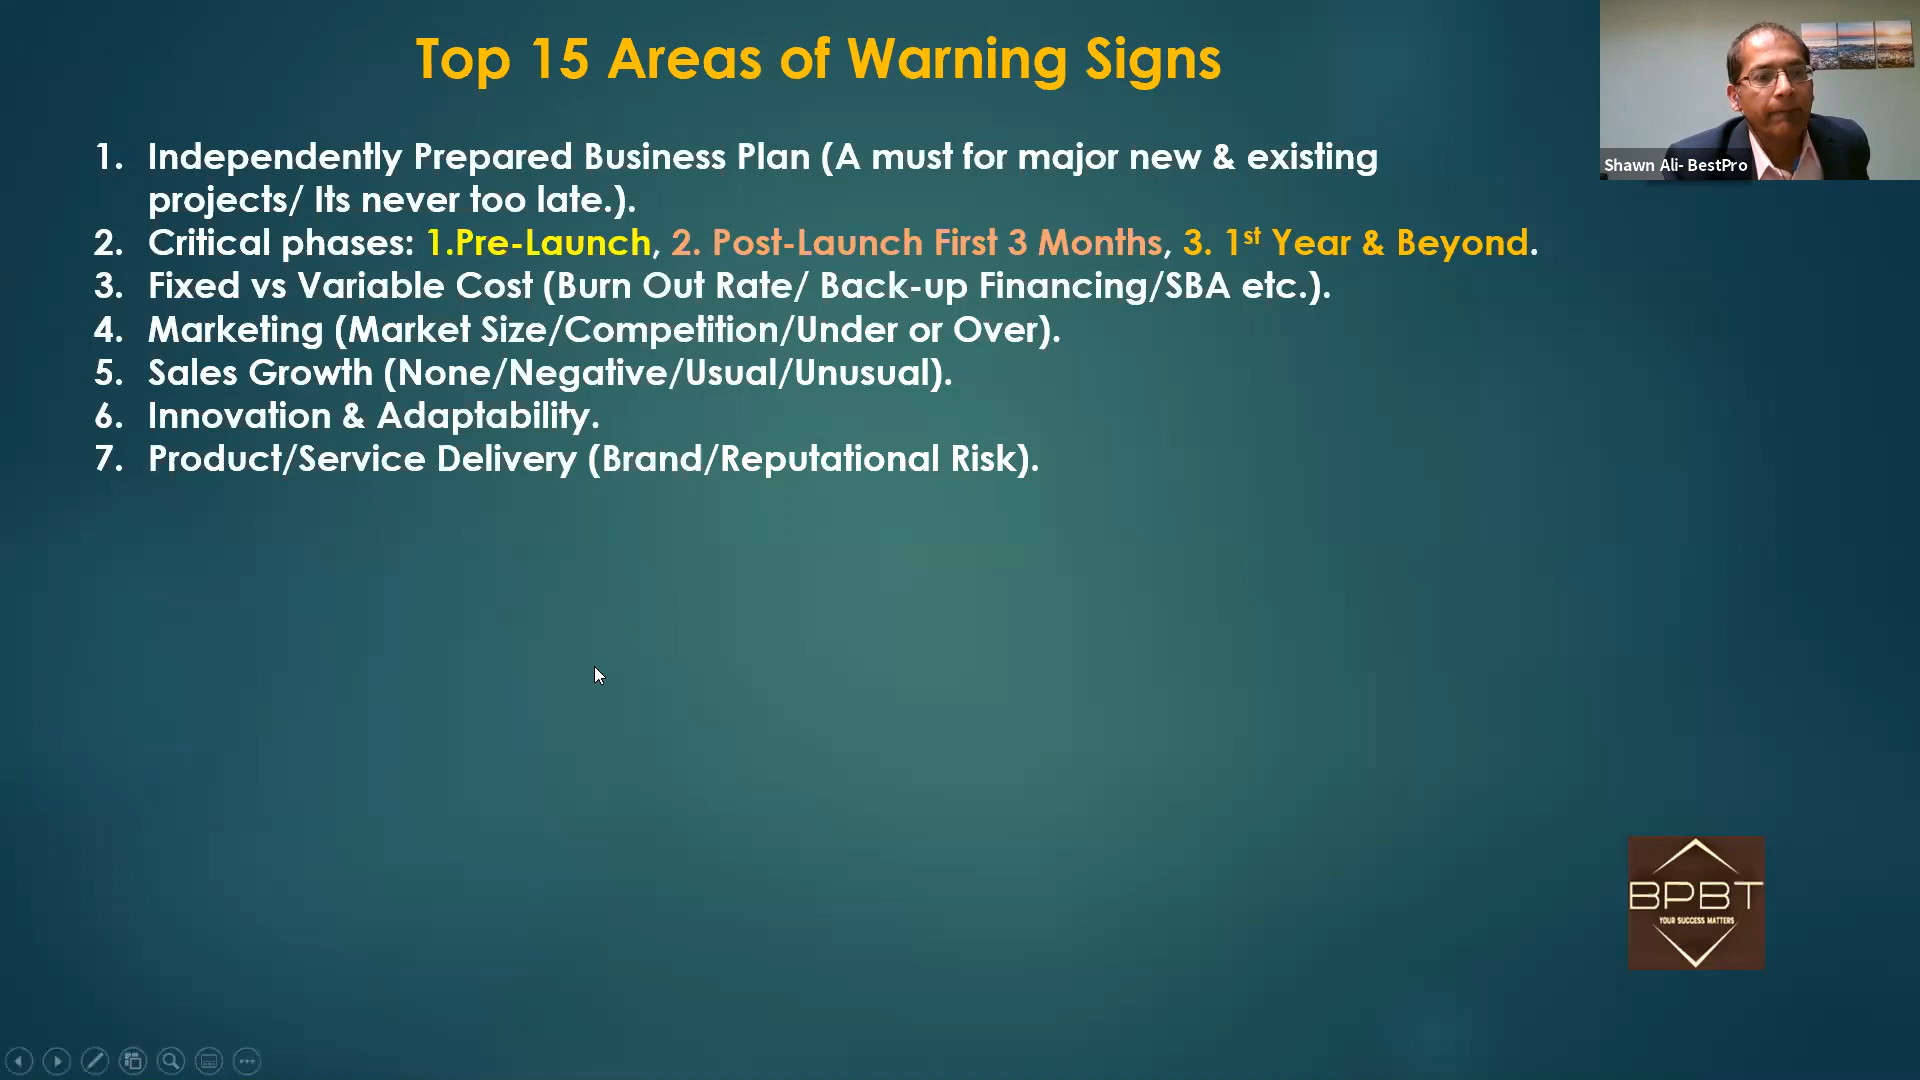 Top 15 Areas of Warning Signs
Shawn Ali- BestPro
1. Independently Prepared Business Plan (A must for major new & existing
projects/ Its never too late.).
2. Critical phases: 1.Pre-Launch, 2. Post-Launch First 3 Months, 3. 1st Year & Beyond.
3. Fixed vs Variable Cost (Burn Out Rate/ Back-up Financing/SBA etc.).
4. Marketing (Market Size/Competition/Under or Over).
5. Sales Growth (None/Negative/Usual/Unusual).
6. Innovation & Adaptability.
7. Product/Service Delivery (Brand/Reputational Risk).
BPBT
YOUR SUCCESS MATTERS